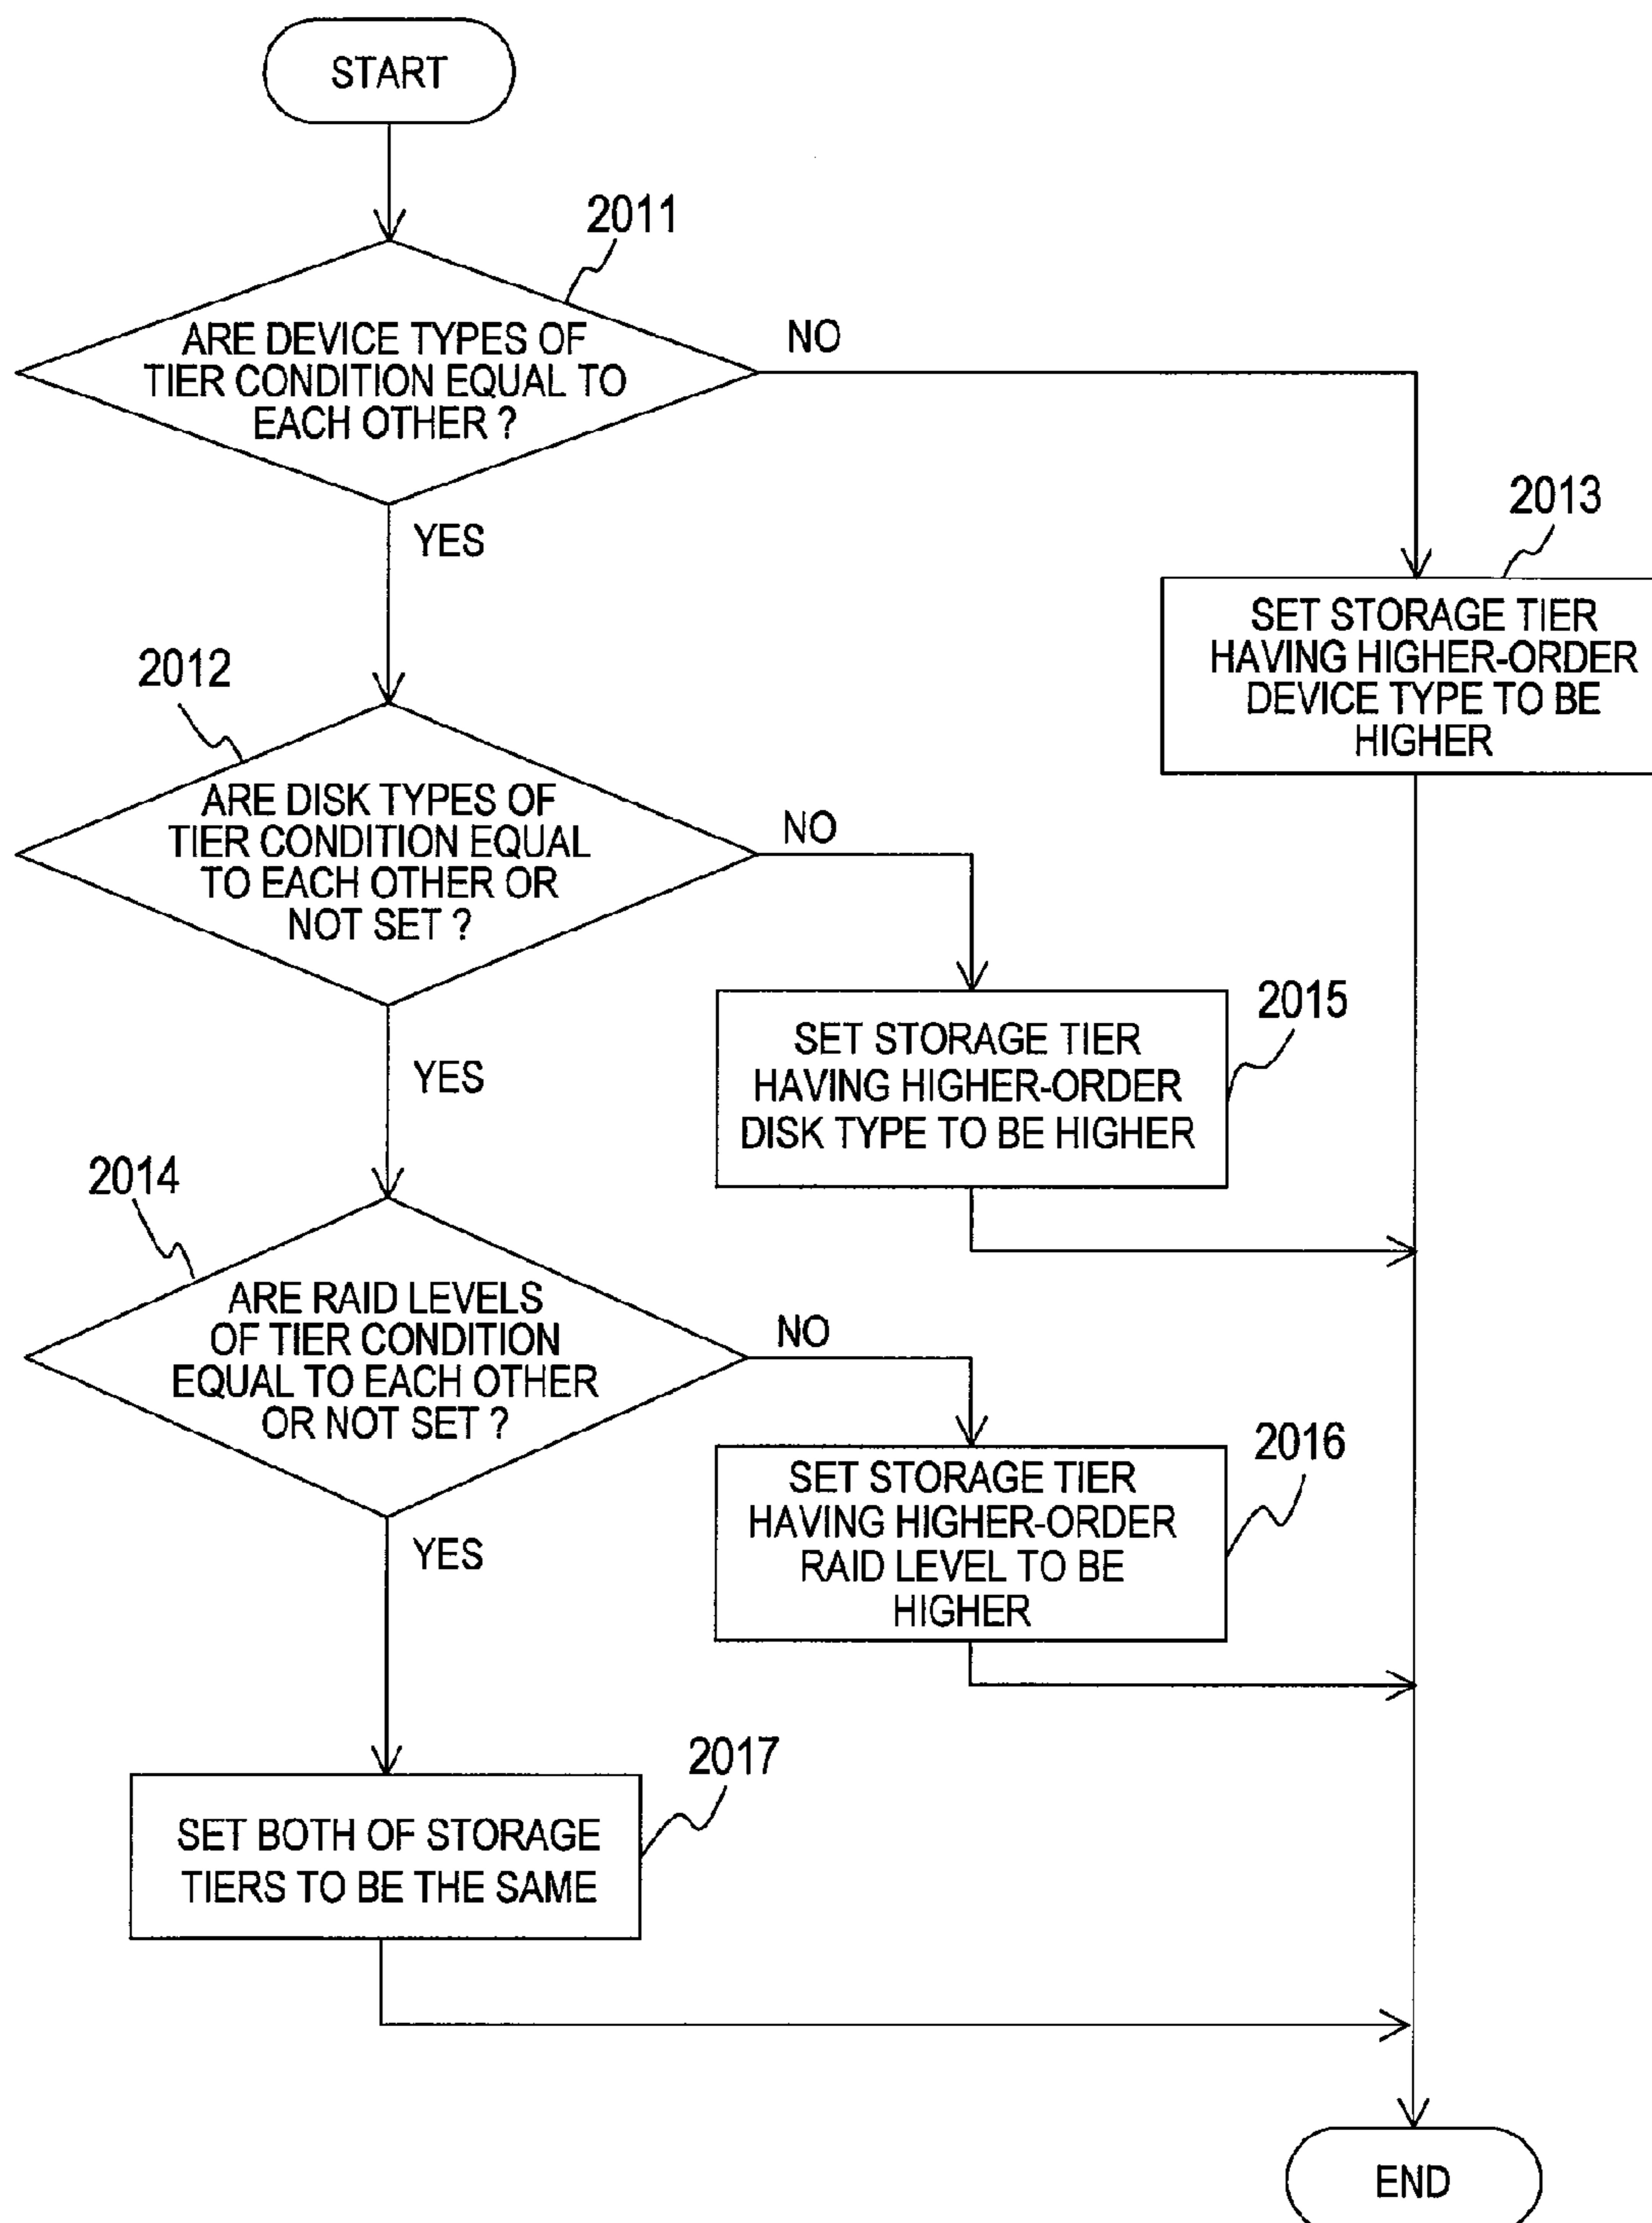 START
2011
ARE DEVICE TYPES OF
TIER CONDITION EQUAL TO
EACH OTHER ?
NO
YES
2013
SET STORAGE TIER
HAVING HIGHER-ORDER
DEVICE TYPE TO BE
HIGHER
2012
ARE DISK TYPES OF
TIER CONDITION EQUAL
TO EACH OTHER OR
NOT SET ?
NO
YES
2015
SET STORAGE TIER
HAVING HIGHER-ORDER
DISK TYPE TO BE HIGHER
2014
ARE RAID LEVELS
OF TIER CONDITION
EQUAL TO EACH OTHER
OR NOT SET ?
NO
YES
2016
SET STORAGE TIER
HAVING HIGHER-ORDER
RAID LEVEL TO BE
HIGHER
2017
SET BOTH OF STORAGE
TIERS TO BE THE SAME
END